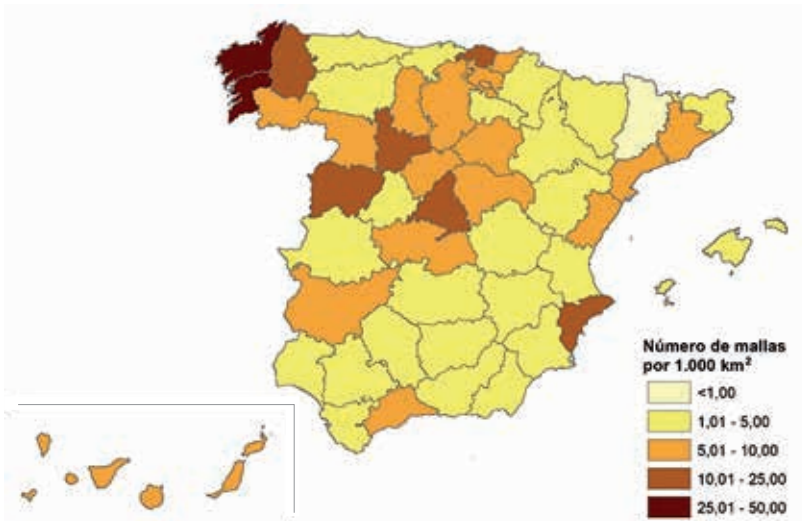 Número de mallas
por 1.000 km²
<1,00
1,01 - 5,00
5,01 - 10,00
10,01 - 25,00
25,01 - 50,00